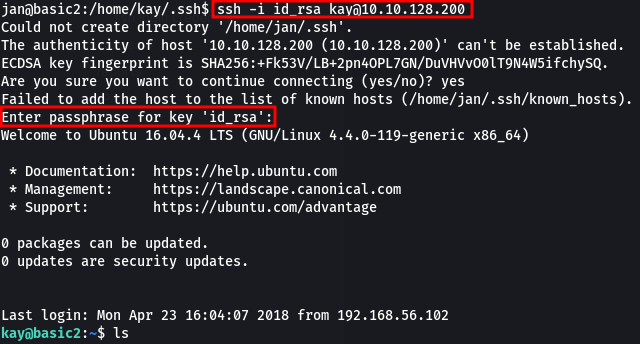 jan@basic2:/home/kay/.ssh$ ssh -i id_rsa kay@10.10.128.200
Could not create directory '/home/jan/.ssh'.
The authenticity of host '10.10.128.200 (10.10.128.200)' can't be established.
ECDSA key fingerprint is SHA256:+Fk53V/LB+2pn4OPL7GN/DuVHVvO0lT9N4W5ifchySQ.
Are you sure you want to continue connecting (yes/no)? yes
Failed to add the host to the list of known hosts (/home/jan/.ssh/known_hosts).
Enter passphrase for key 'id_rsa':
Welcome to Ubuntu 16.04.4 LTS (GNU/Linux 4.4.0-119-generic x86_64)
* Documentation: https://help.ubuntu.com
* Management: https://landscape.canonical.com
* Support: https://ubuntu.com/advantage
0 packages can be updated.
0 updates are security updates.
Last login: Mon Apr 23 16:04:07 2018 from 192.168.56.102
kay@basic2:~$ ls